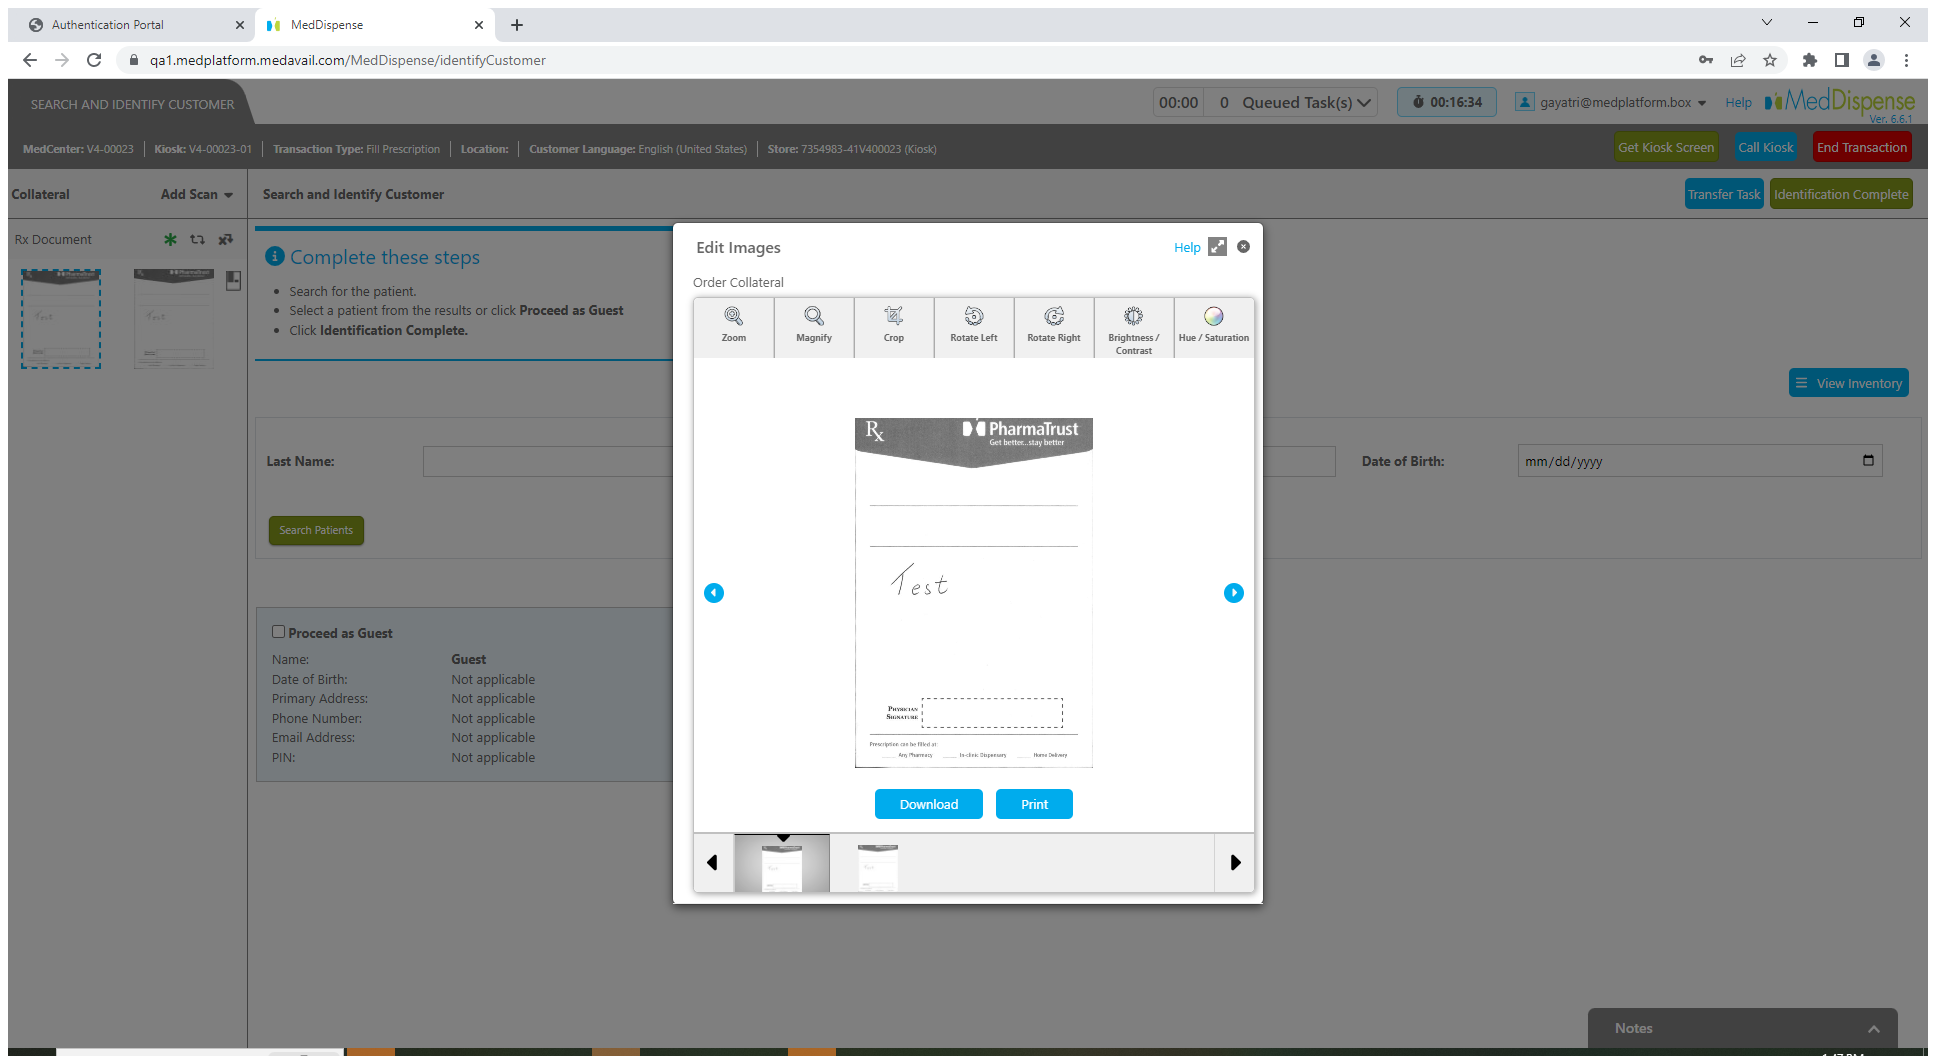 Authentication Portal
MedDispense
qa1.medplatform.medavail.com/MedDispense/identifyCustomer
SEARCH AND IDENTIFY CUSTOMER
00:00 0 Queued Task(s)
00:16:34
gayatri@medplatform.box
Help
MedDispense
Ver. 6.6.1
MedCenter: V4-00023 Kiosk: V4-00023-01 Transaction Type: Fill Prescription Location: Customer Language: English (United States) Store: 7354983-41V400023 (Kiosk)
Get Kiosk Screen Call Kiosk End Transaction
Collateral Add Scan
Search and Identify Customer
Transfer Task Identification Complete
Rx Document
Complete these steps
Search for the patient.
Select a patient from the results or click Proceed as Guest
Click Identification Complete.
View Inventory
Last Name:
Date of Birth: mm/dd/yyyy
Search Patients
Proceed as Guest
Name: Guest
Date of Birth: Not applicable
Primary Address: Not applicable
Phone Number: Not applicable
Email Address: Not applicable
PIN: Not applicable
Edit Images
Help
Order Collateral
Zoom Magnify Crop Rotate Left Rotate Right Brightness / Contrast Hue / Saturation
Rx PharmaTrust
Get better...stay better
Test
PHYSICIAN
SIGNATURE
Prescription can be filled at:
Any Pharmacy In-clinic Dispensary Home Delivery
Download Print
Notes